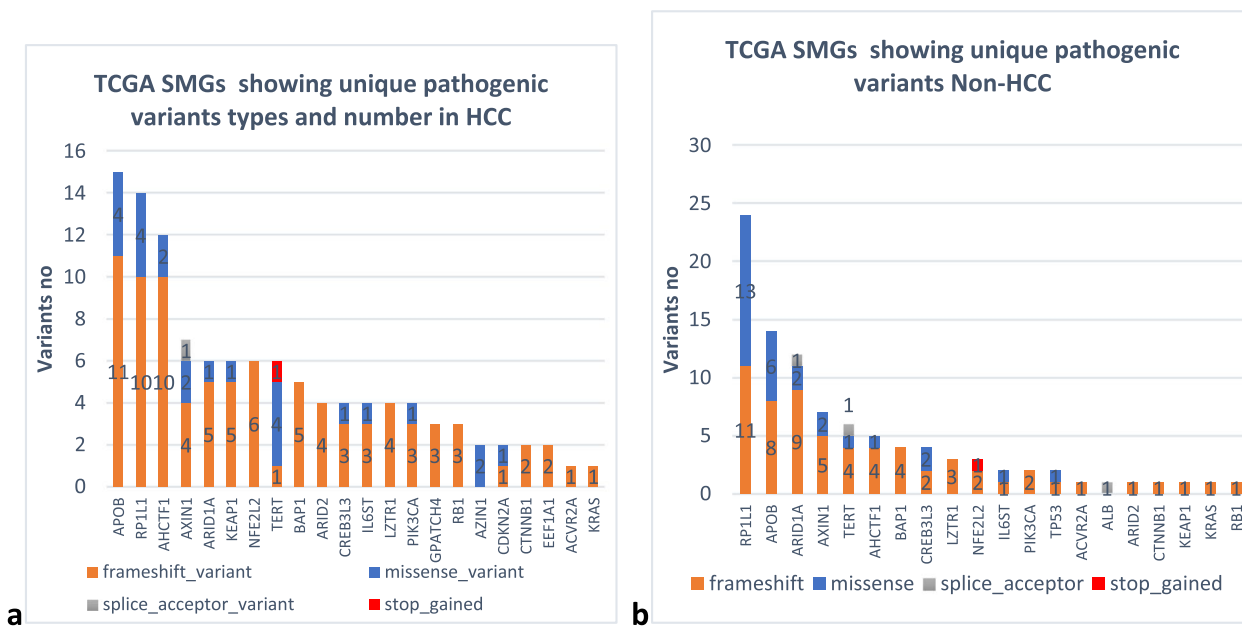 TCGA SMGs showing unique pathogenic
variants types and number in HCC
16
14
12
10
8
6
4
2
0
Variants no
4 4 2 1 2 1 1 1 4 1 1 1 2 1
11 10 10 4 5 5 6 1 5 4 3 3 4 3 3 3 1 2 2 1 1
APOB RP1L1 AHCTF1 AXIN1 ARID1A KEAP1 NFE2L2 TERT BAP1 ARID2 CREB3L3 IL6ST LZTR1 PIK3CA GPATCH4 RB1 AZIN1 CDKN2A CTNNB1 EEF1A1 ACVR2A KRAS
frameshift_variant missense_variant
splice_acceptor_variant stop_gained
a
TCGA SMGs showing unique pathogenic
variants Non-HCC
30
25
20
15
10
5
0
Variants no
13 6 1 2 2 1 1 1 2 1 1 1
11 8 9 5 4 4 4 2 3 2 1 2 1 1 1 1 1 1 1 1
RP1L1 APOB ARID1A AXIN1 TERT AHCTF1 BAP1 CREB3L3 LZTR1 NFE2L2 IL6ST PIK3CA TP53 ACVR2A ALB ARID2 CTNNB1 KEAP1 KRAS RB1
frameshift missense splice_acceptor stop_gained
b